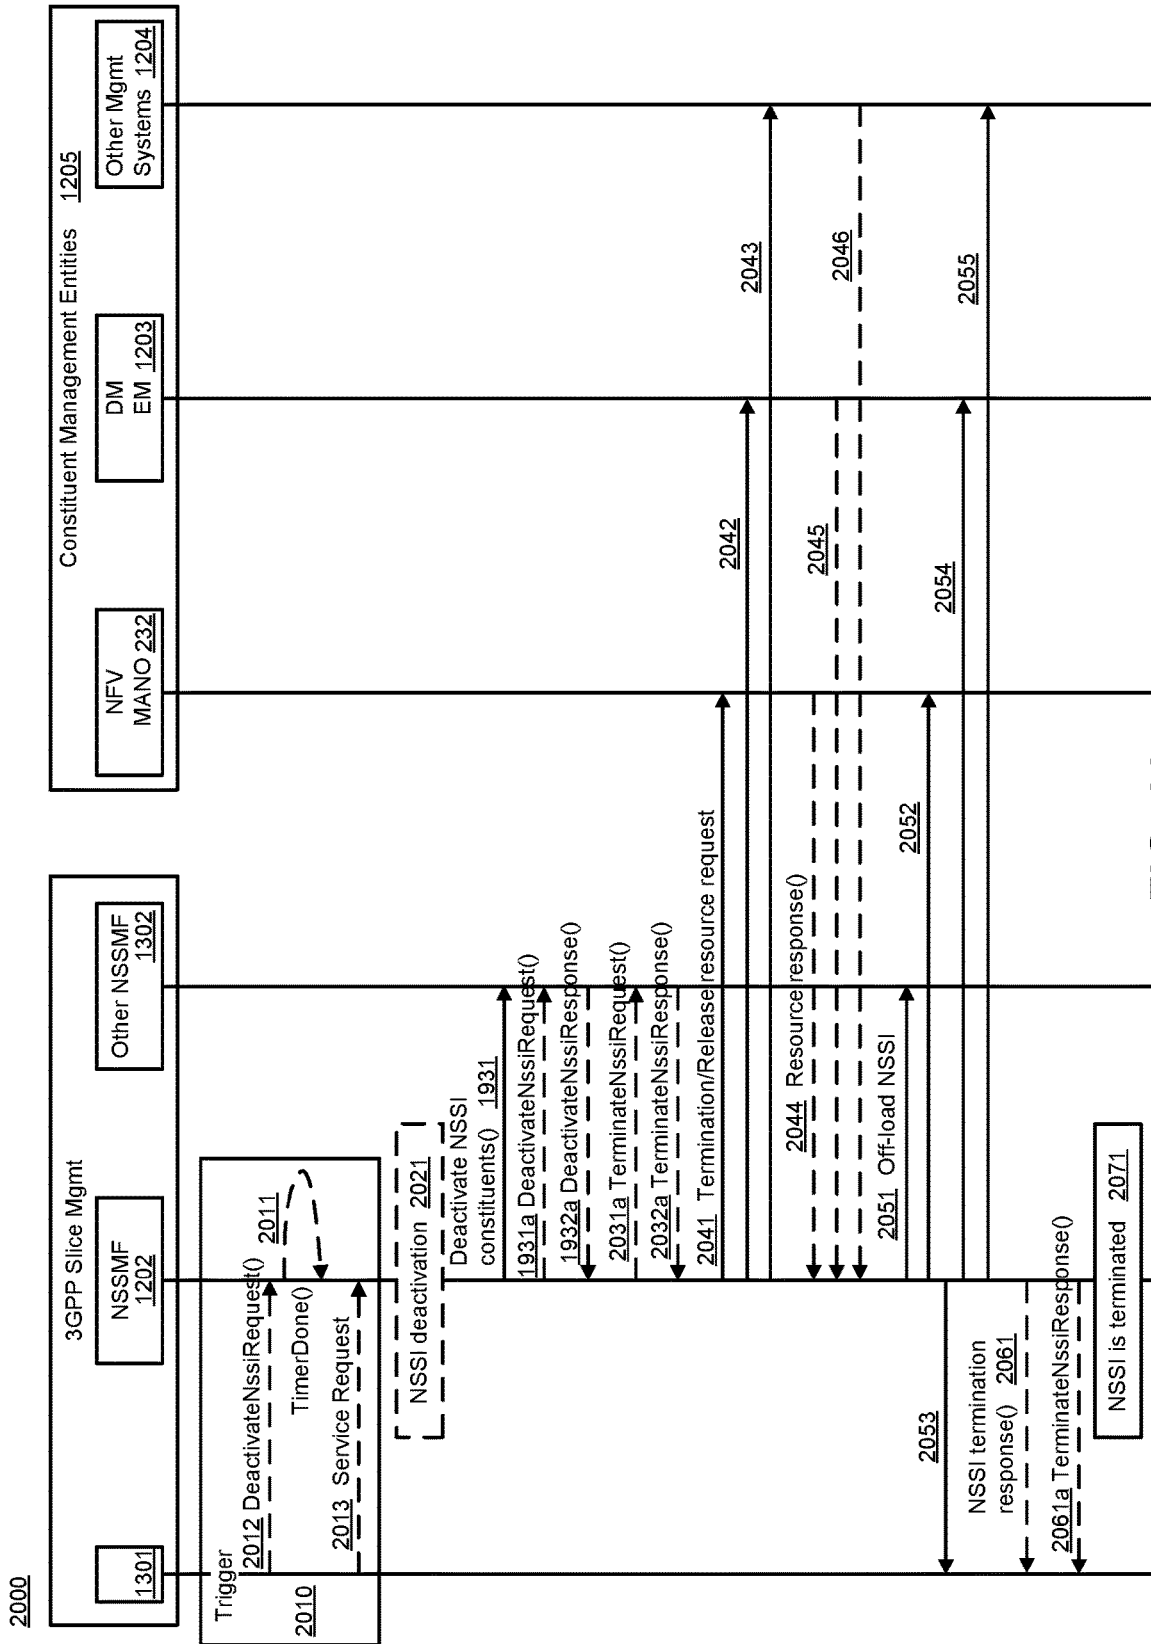 2000
3GPP Slice Mgmt
1301
NSSMF
1202
Other NSSMF
1302
Constituent Management Entities 1205
NFV
MANO 232
DM
EM 1203
Other Mgmt
Systems 1204
Trigger
2010
2012 DeactivateNssiRequest()
2011
TimerDone()
2013 Service Request
NSSI deactivation 2021
Deactivate NSSI
constituents() 1931
1931a DeactivateNssiRequest()
1932a DeactivateNssiResponse()
2031a TerminateNssiRequest()
2032a TerminateNssiResponse()
2041 Termination/Release resource request
2042
2043
2044 Resource response()
2045
2046
2051 Off-load NSSI
2052
2053
2054
2055
NSSI termination
response() 2061
2061a TerminateNssiResponse()
NSSI is terminated 2071